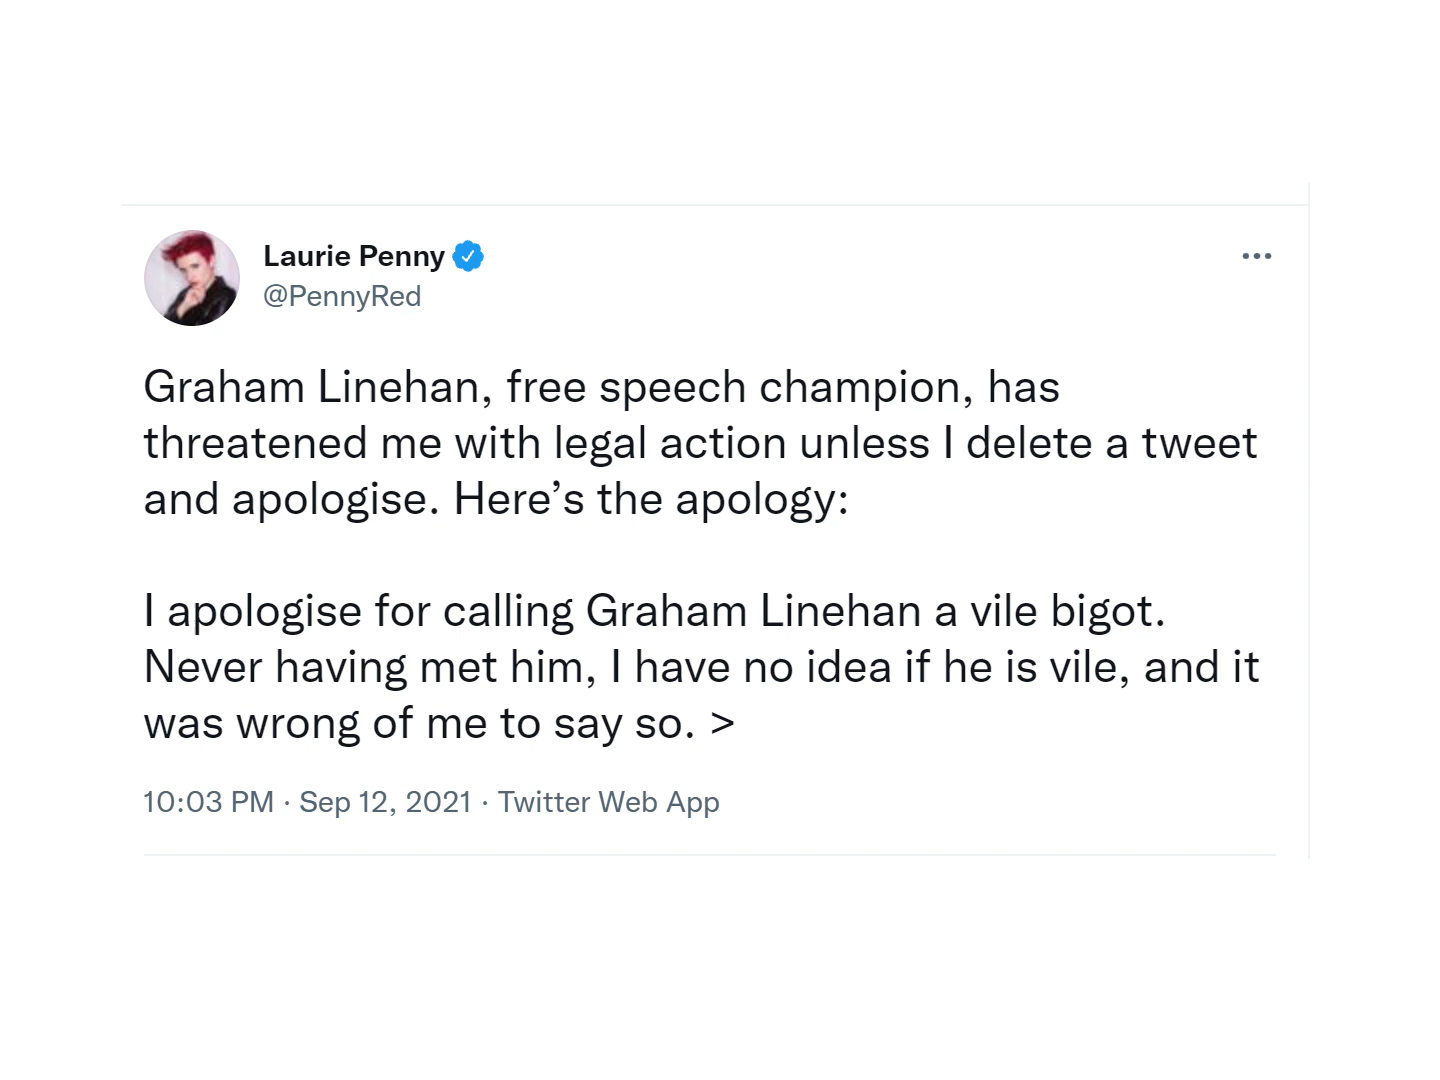 Laurie Penny
@PennyRed
Graham Linehan, free speech champion, has
threatened me with legal action unless I delete a tweet
and apologise. Here’s the apology:
I apologise for calling Graham Linehan a vile bigot.
Never having met him, I have no idea if he is vile, and it
was wrong of me to say so. >
10:03 PM · Sep 12, 2021 · Twitter Web App